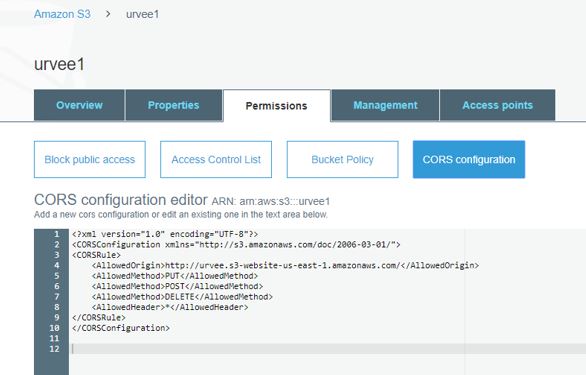 Amazon S3 > urvee1
urvee1
Overview Properties Permissions Management Access points
Block public access Access Control List Bucket Policy CORS configuration
CORS configuration editor ARN: arn:aws:s3:::urvee1
Add a new cors configuration or edit an existing one in the text area below.
1 <?xml version="1.0" encoding="UTF-8"?>
2 <CORSConfiguration xmlns="http://s3.amazonaws.com/doc/2006-03-01/">
3 <CORSRule>
4 <AllowedOrigin>http://urvee.s3-website-us-east-1.amazonaws.com/</AllowedOrigin>
5 <AllowedMethod>PUT</AllowedMethod>
6 <AllowedMethod>POST</AllowedMethod>
7 <AllowedMethod>DELETE</AllowedMethod>
8 <AllowedHeader>*</AllowedHeader>
9 </CORSRule>
10 </CORSConfiguration>
11
12